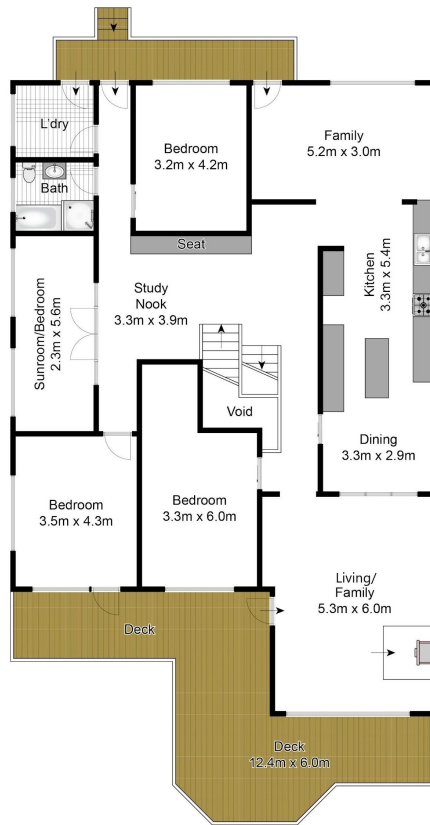 L'dry
Bedroom
3.2m x 4.2m
Family
5.2m x 3.0m
Bath
Seat
Kitchen
3.3m x 5.4m
Study
Nook
3.3m x 3.9m
Sunroom/Bedroom
2.3m x 5.6m
Void
Dining
3.3m x 2.9m
Bedroom
3.5m x 4.3m
Bedroom
3.3m x 6.0m
Living/
Family
5.3m x 6.0m
Deck
Deck
12.4m x 6.0m